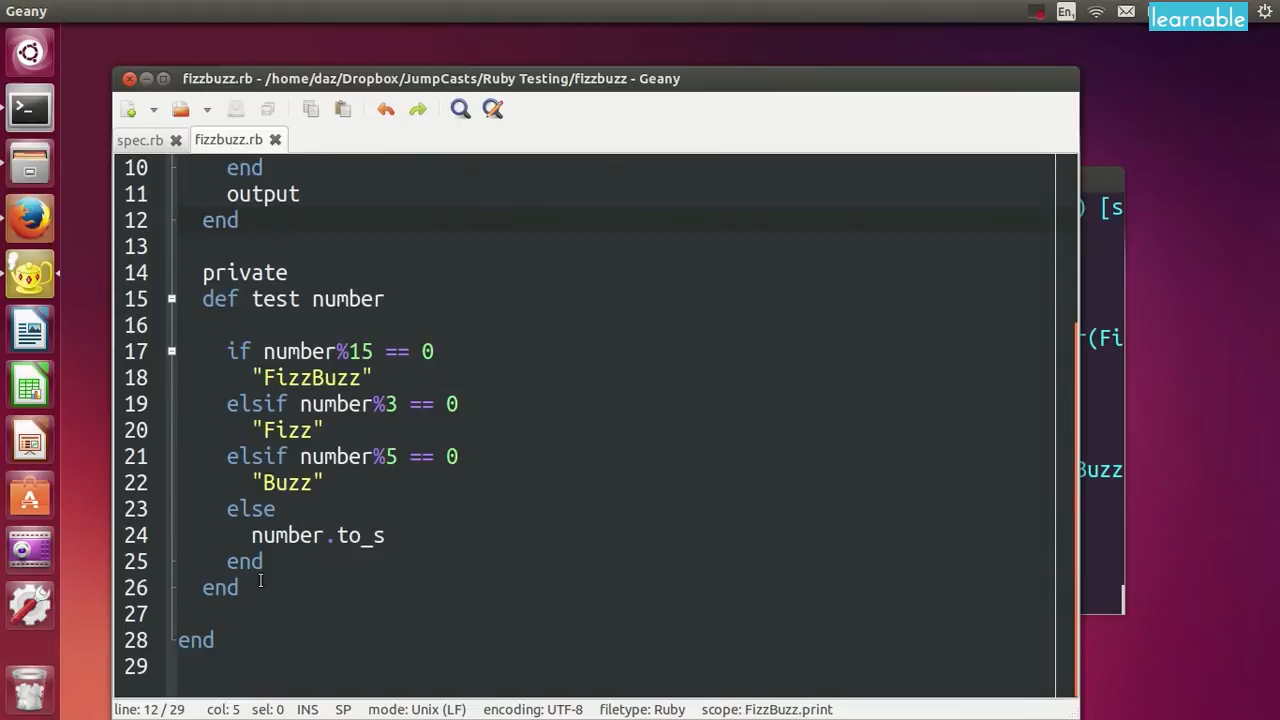 Geany
En1
learnable
fizzbuzz.rb - /home/daz/Dropbox/JumpCasts/Ruby Testing/fizzbuzz - Geany
spec.rb fizzbuzz.rb
10 end
11 output
12 end
13
14 private
15 def test number
16
17 if number%15 == 0
18 "FizzBuzz"
19 elsif number%3 == 0
20 "Fizz"
21 elsif number%5 == 0
22 "Buzz"
23 else
24 number.to_s
25 end
26 end
27
28 end
29
) [s
r(Fi
Buzz
line: 12 / 29 col: 5 sel: 0 INS SP mode: Unix (LF) encoding: UTF-8 filetype: Ruby scope: FizzBuzz.print